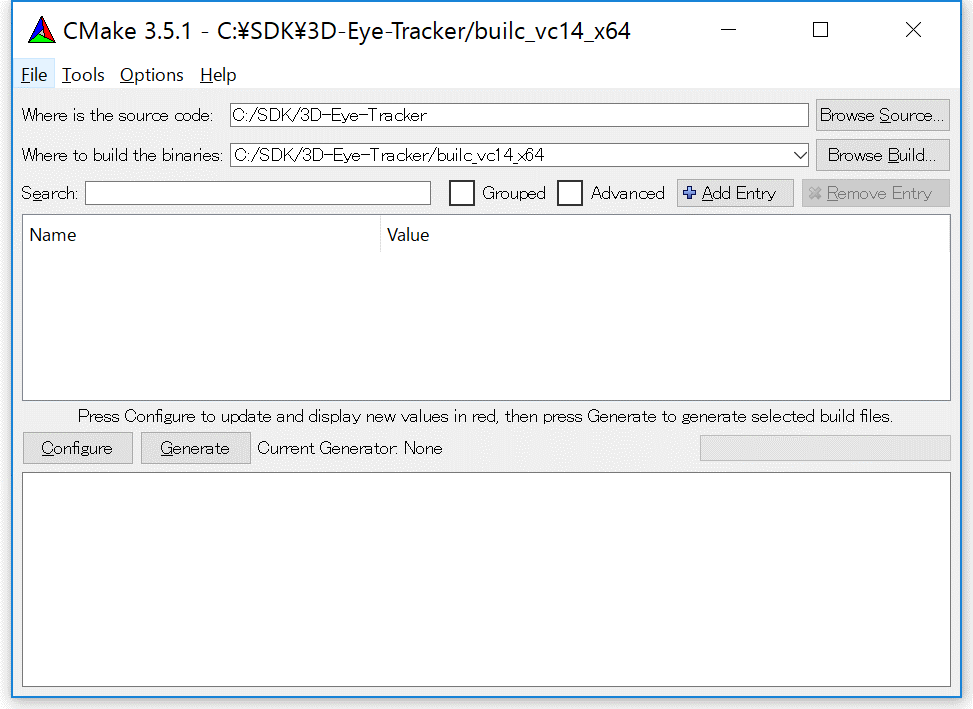 CMake 3.5.1 - C:¥SDK¥3D-Eye-Tracker/builc_vc14_x64
File Tools Options Help
Where is the source code: C:/SDK/3D-Eye-Tracker Browse Source...
Where to build the binaries: C:/SDK/3D-Eye-Tracker/builc_vc14_x64 Browse Build...
Search: Grouped Advanced Add Entry Remove Entry
Name Value
Press Configure to update and display new values in red, then press Generate to generate selected build files.
Configure Generate Current Generator: None